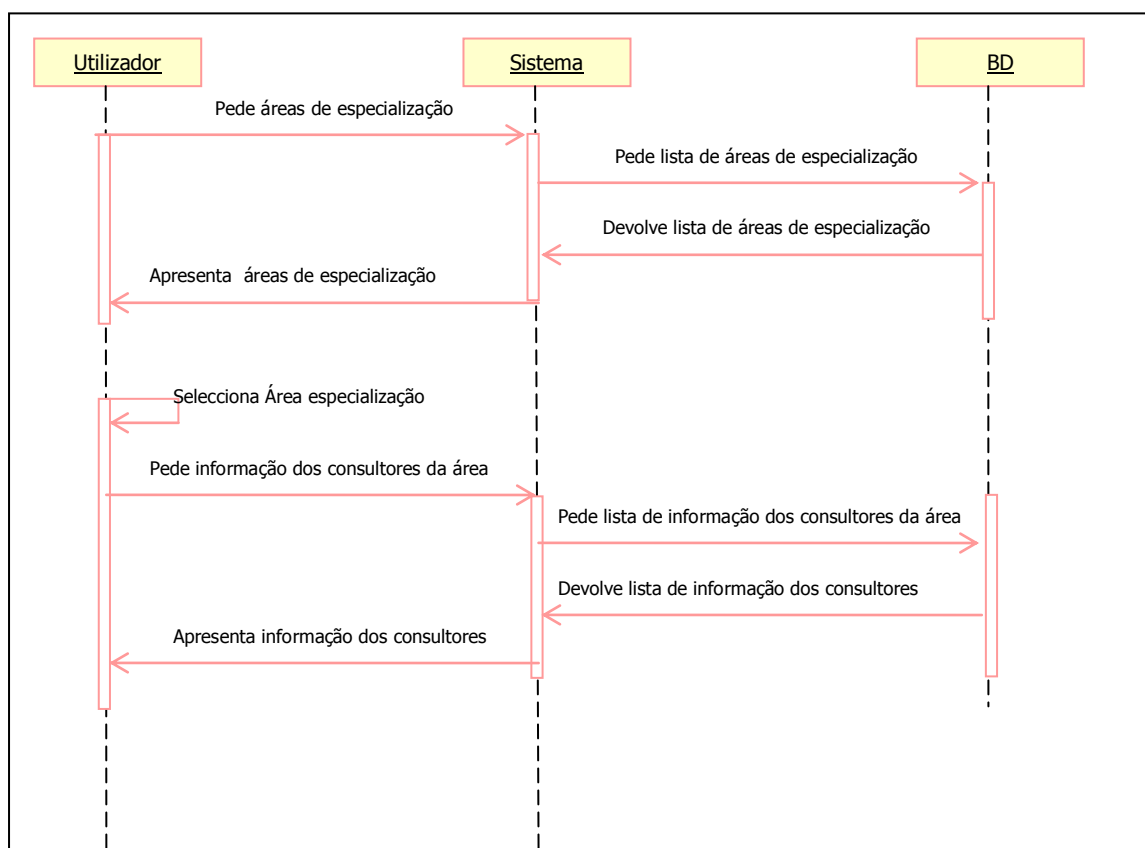 Utilizador
Sistema
BD
Pede áreas de especialização
Pede lista de áreas de especialização
Devolve lista de áreas de especialização
Apresenta áreas de especialização
Selecciona Área especialização
Pede informação dos consultores da área
Pede lista de informação dos consultores da área
Devolve lista de informação dos consultores
Apresenta informação dos consultores